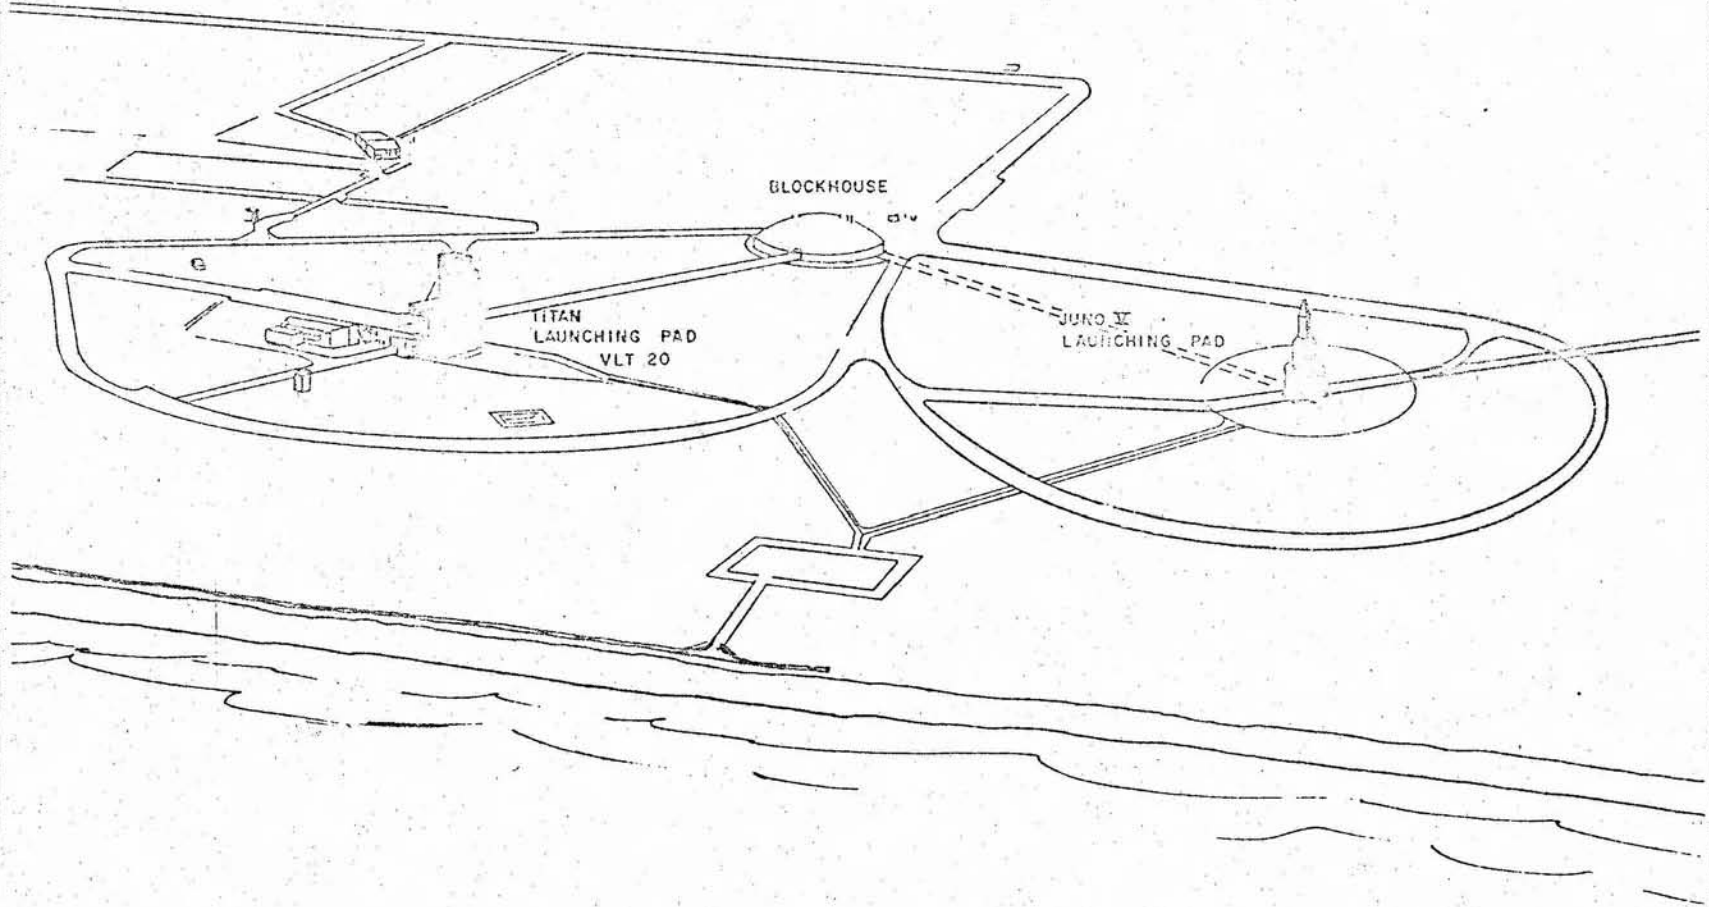 BLOCKHOUSE
TITAN
LAUNCHING PAD
VLT 20
JUNO V
LAUNCHING PAD